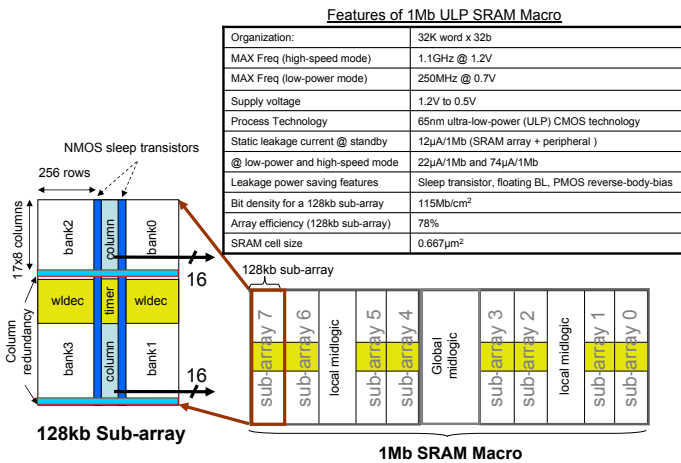 Features of 1Mb ULP SRAM Macro
Organization: 32K word x 32b
MAX Freq (high-speed mode) 1.1GHz @ 1.2V
MAX Freq (low-power mode) 250MHz @ 0.7V
Supply voltage 1.2V to 0.5V
Process Technology 65nm ultra-low-power (ULP) CMOS technology
Static leakage current @ standby 12µA/1Mb (SRAM array + peripheral )
@ low-power and high-speed mode 22µA/1Mb and 74µA/1Mb
Leakage power saving features Sleep transistor, floating BL, PMOS reverse-body-bias
Bit density for a 128kb sub-array 115Mb/cm²
Array efficiency (128kb sub-array) 78%
SRAM cell size 0.667µm²
NMOS sleep transistors
256 rows
17x8 columns
bank2
column
bank0
16
wldec
timer
wldec
Column
redundancy
bank3
column
bank1
16
128kb Sub-array
128kb sub-array
sub-array 7
sub-array 6
local midlogic
sub-array 5
sub-array 4
Global
midlogic
sub-array 3
sub-array 2
local midlogic
sub-array 1
sub-array 0
1Mb SRAM Macro